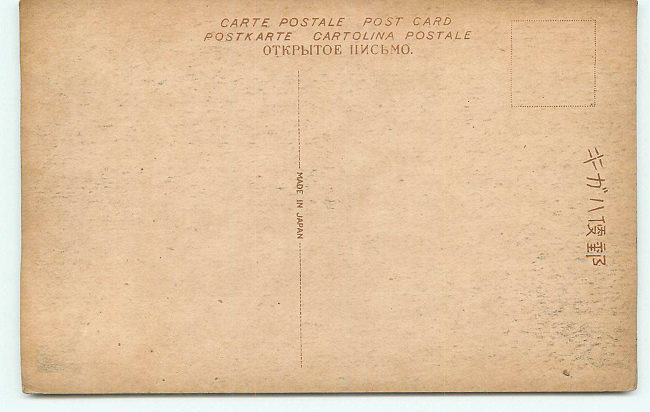 CARTE POSTALE POST CARD
POSTKARTE CARTOLINA POSTALE
ОТКРЫТОЕ ПИСЬМО.
MADE IN JAPAN
郵便ハガキ